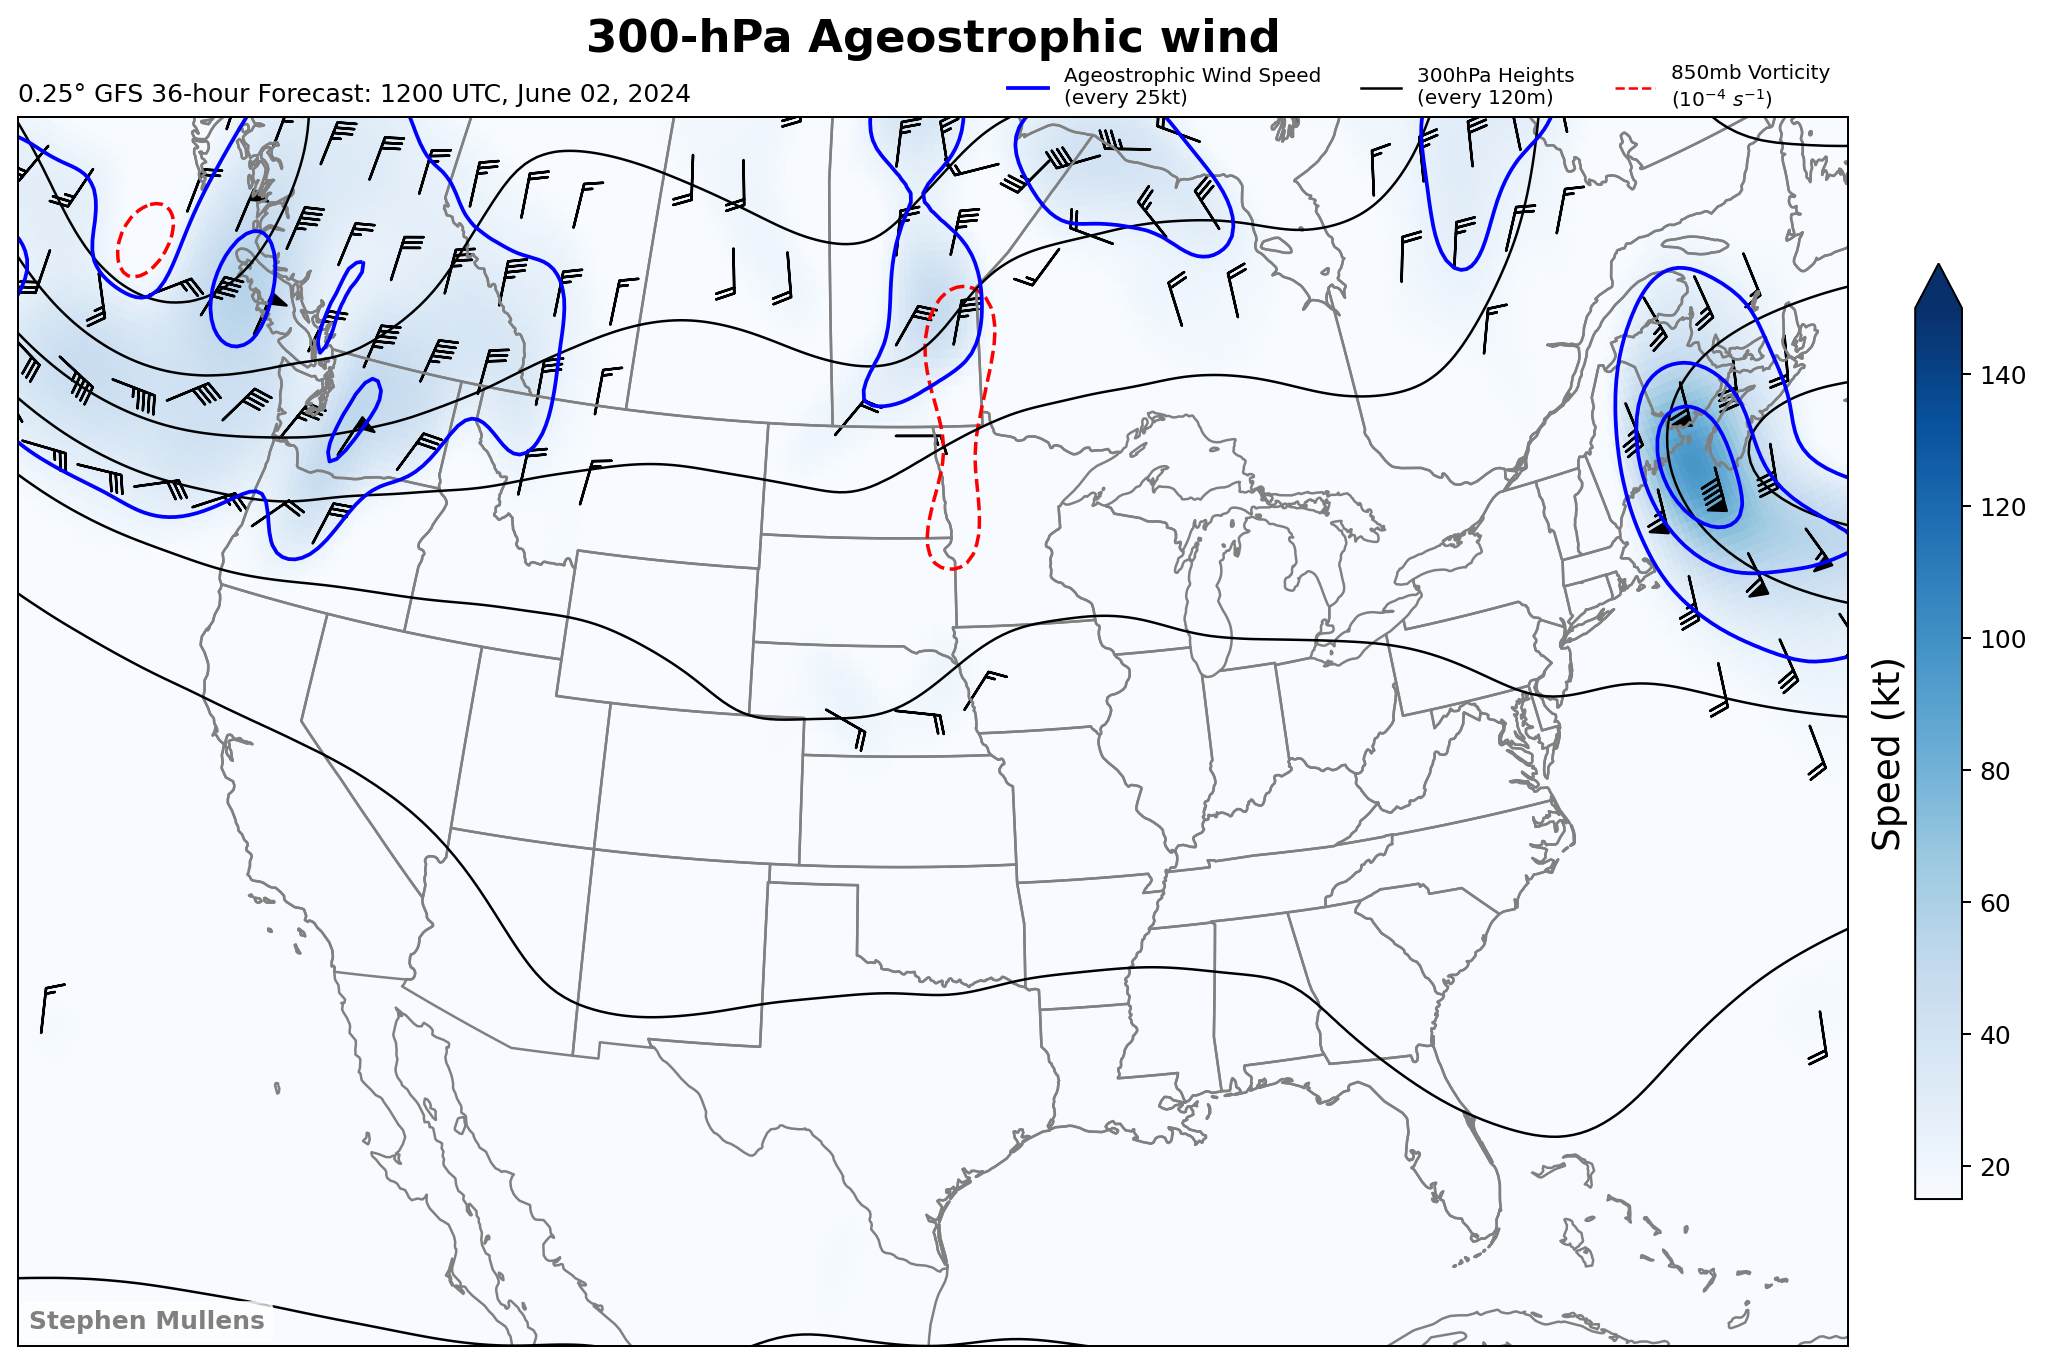 300-hPa Ageostrophic wind
0.25° GFS 36-hour Forecast: 1200 UTC, June 02, 2024
Ageostrophic Wind Speed
(every 25kt)
300hPa Heights
(every 120m)
850mb Vorticity
(10⁻⁴ s⁻¹)
140
120
100
80
60
40
20
Speed (kt)
Stephen Mullens